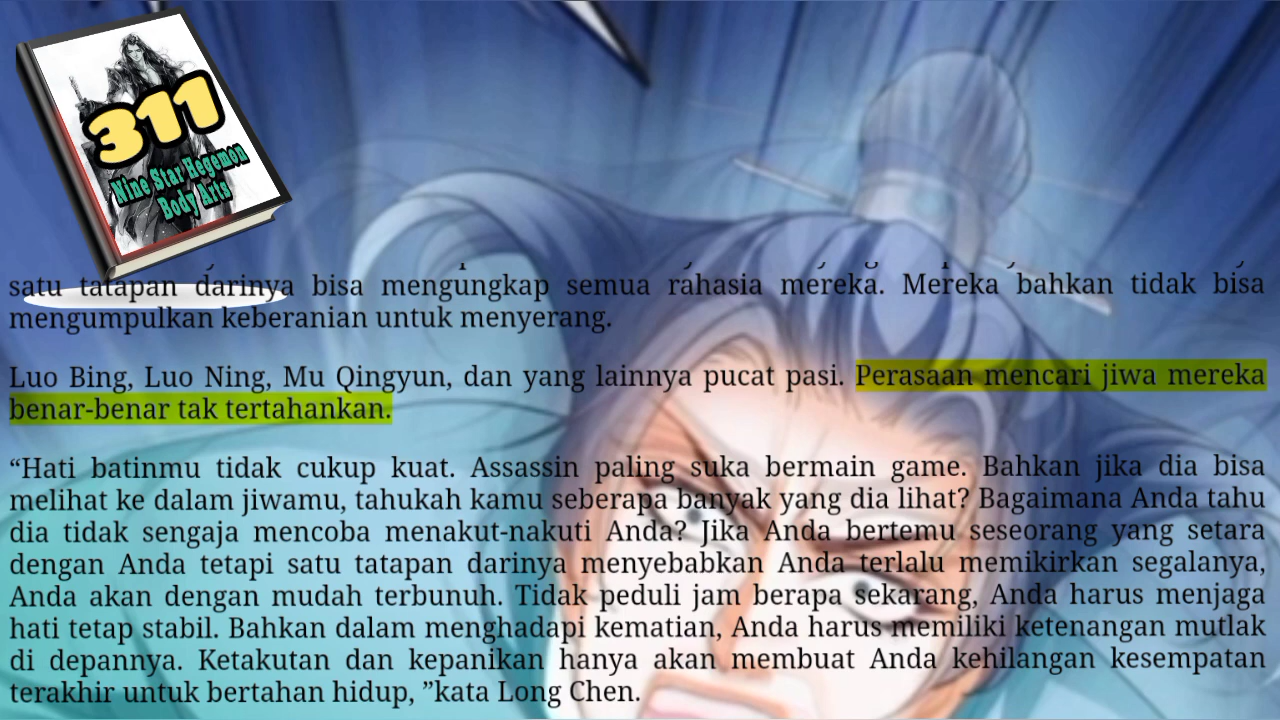 311
Nine Star Hegemon
Body Arts
satu tatapan darinya bisa mengungkap semua rahasia mereka. Mereka bahkan tidak bisa
mengumpulkan keberanian untuk menyerang.
Luo Bing, Luo Ning, Mu Qingyun, dan yang lainnya pucat pasi. Perasaan mencari jiwa mereka
benar-benar tak tertahankan.
“Hati batinmu tidak cukup kuat. Assassin paling suka bermain game. Bahkan jika dia bisa
melihat ke dalam jiwamu, tahukah kamu seberapa banyak yang dia lihat? Bagaimana Anda tahu
dia tidak sengaja mencoba menakut-nakuti Anda? Jika Anda bertemu seseorang yang setara
dengan Anda tetapi satu tatapan darinya menyebabkan Anda terlalu memikirkan segalanya,
Anda akan dengan mudah terbunuh. Tidak peduli jam berapa sekarang, Anda harus menjaga
hati tetap stabil. Bahkan dalam menghadapi kematian, Anda harus memiliki ketenangan mutlak
di depannya. Ketakutan dan kepanikan hanya akan membuat Anda kehilangan kesempatan
terakhir untuk bertahan hidup, ”kata Long Chen.